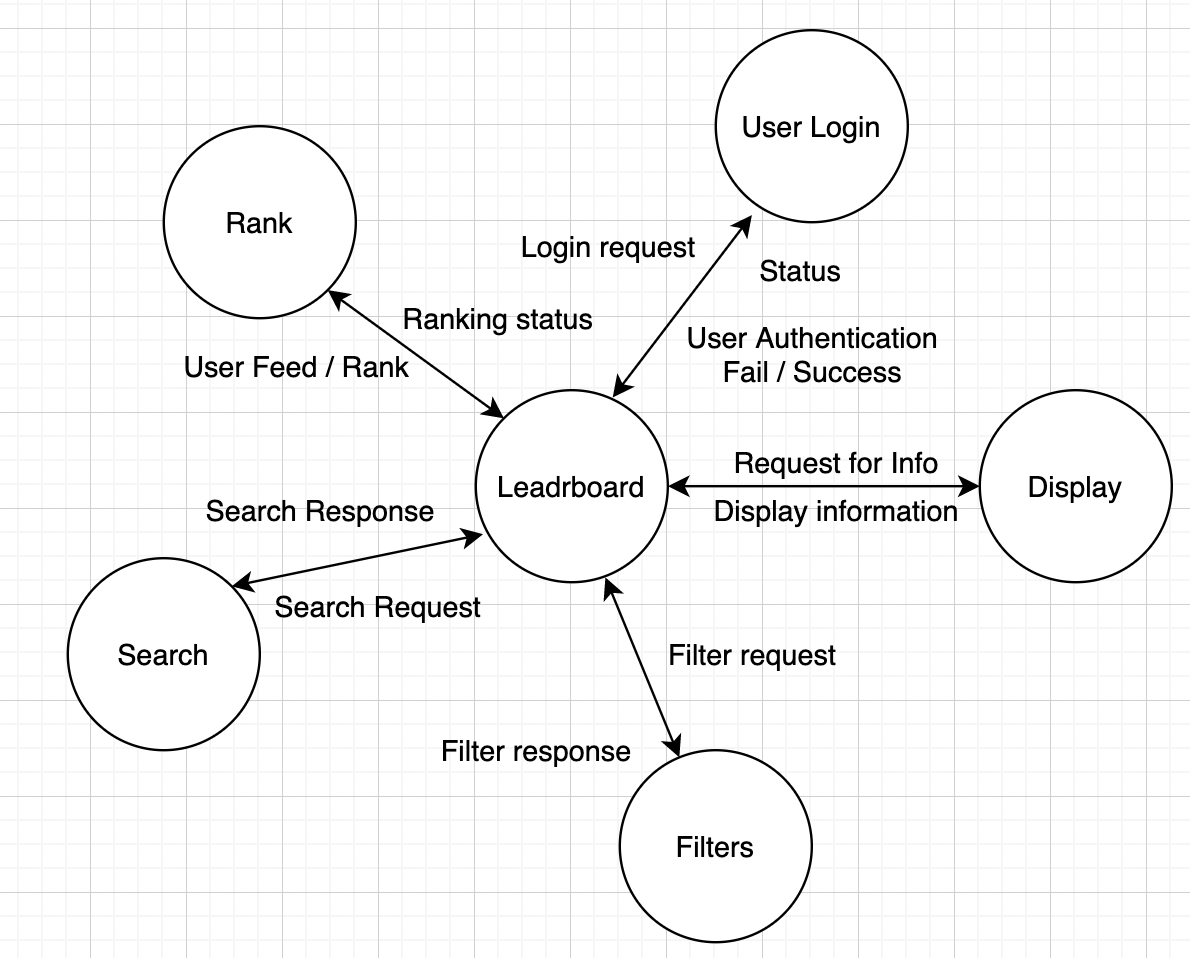 User Login
Rank
Login request
Status
Ranking status
User Authentication
Fail / Success
User Feed / Rank
Request for Info
Leadrboard
Display
Search Response
Display information
Search Request
Search
Filter request
Filter response
Filters